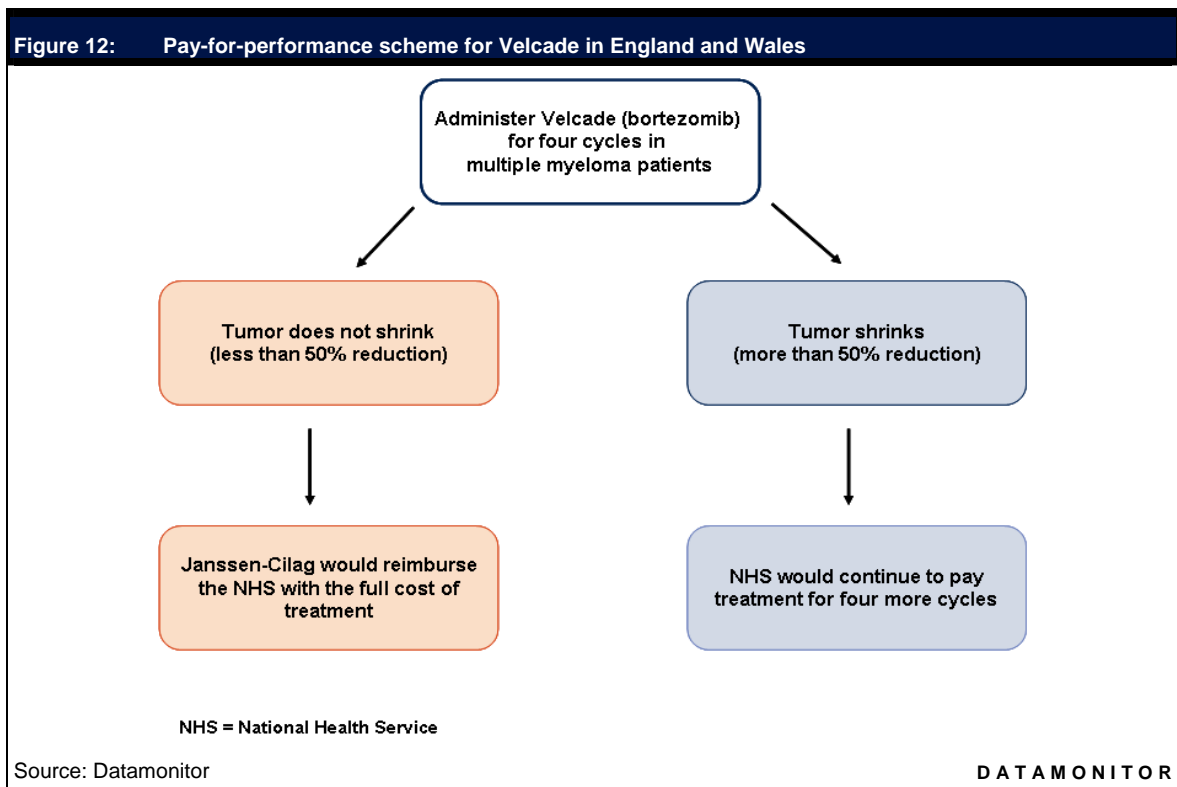 Figure 12: Pay-for-performance scheme for Velcade in England and Wales
Administer Velcade (bortezomib)
for four cycles in
multiple myeloma patients
Tumor does not shrink
(less than 50% reduction)
Tumor shrinks
(more than 50% reduction)
Janssen-Cilag would reimburse
the NHS with the full cost of
treatment
NHS would continue to pay
treatment for four more cycles
NHS = National Health Service
Source: Datamonitor
DATAMONITOR